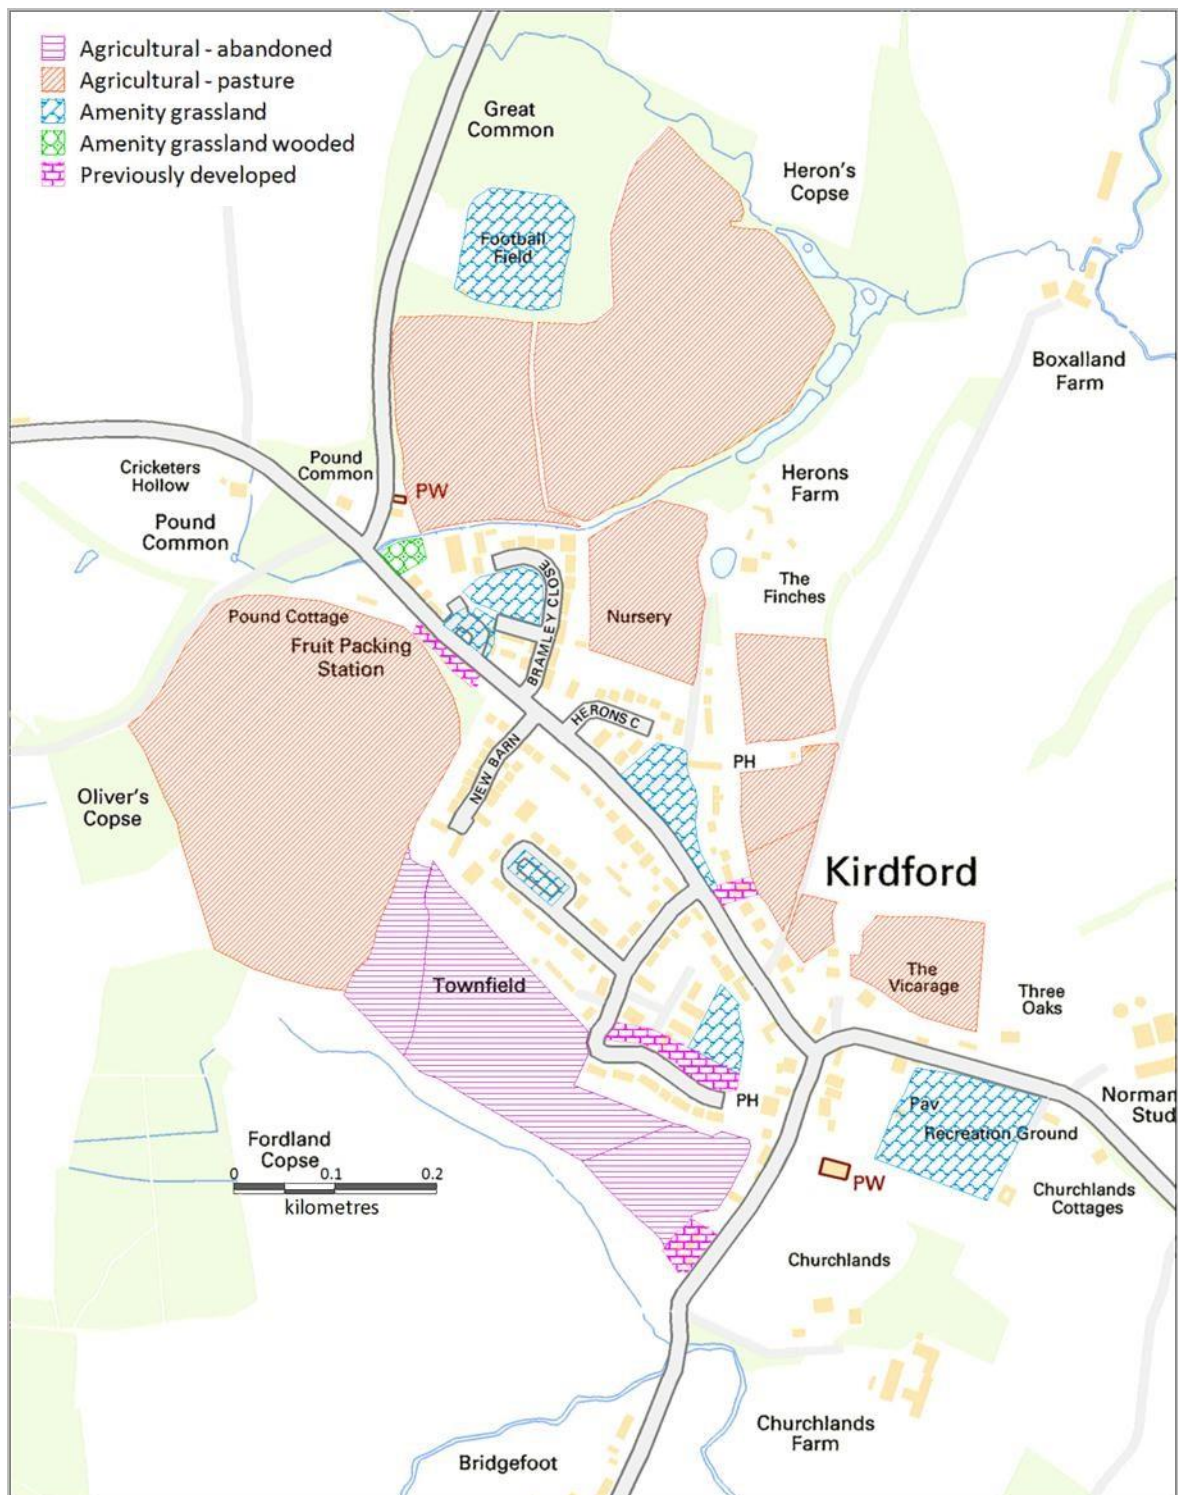 Agricultural - abandoned
Agricultural - pasture
Amenity grassland
Amenity grassland wooded
Previously developed
Great
Common
Heron's
Copse
Football
Field
Boxalland
Farm
Pound
Common
Cricketers
Hollow
PW
Herons
Farm
Pound
Common
The
Finches
BRAMLEY CLOSE
Pound Cottage
Nursery
Fruit Packing
Station
HERONS C
NEW BARN
PH
Oliver's
Copse
Kirdford
The
Vicarage
Townfield
Three
Oaks
Norman
Stud
PH
Pav
Recreation Ground
Fordland
Copse
0 0.1 0.2
kilometres
PW
Churchlands
Cottages
Churchlands
Churchlands
Farm
Bridgefoot